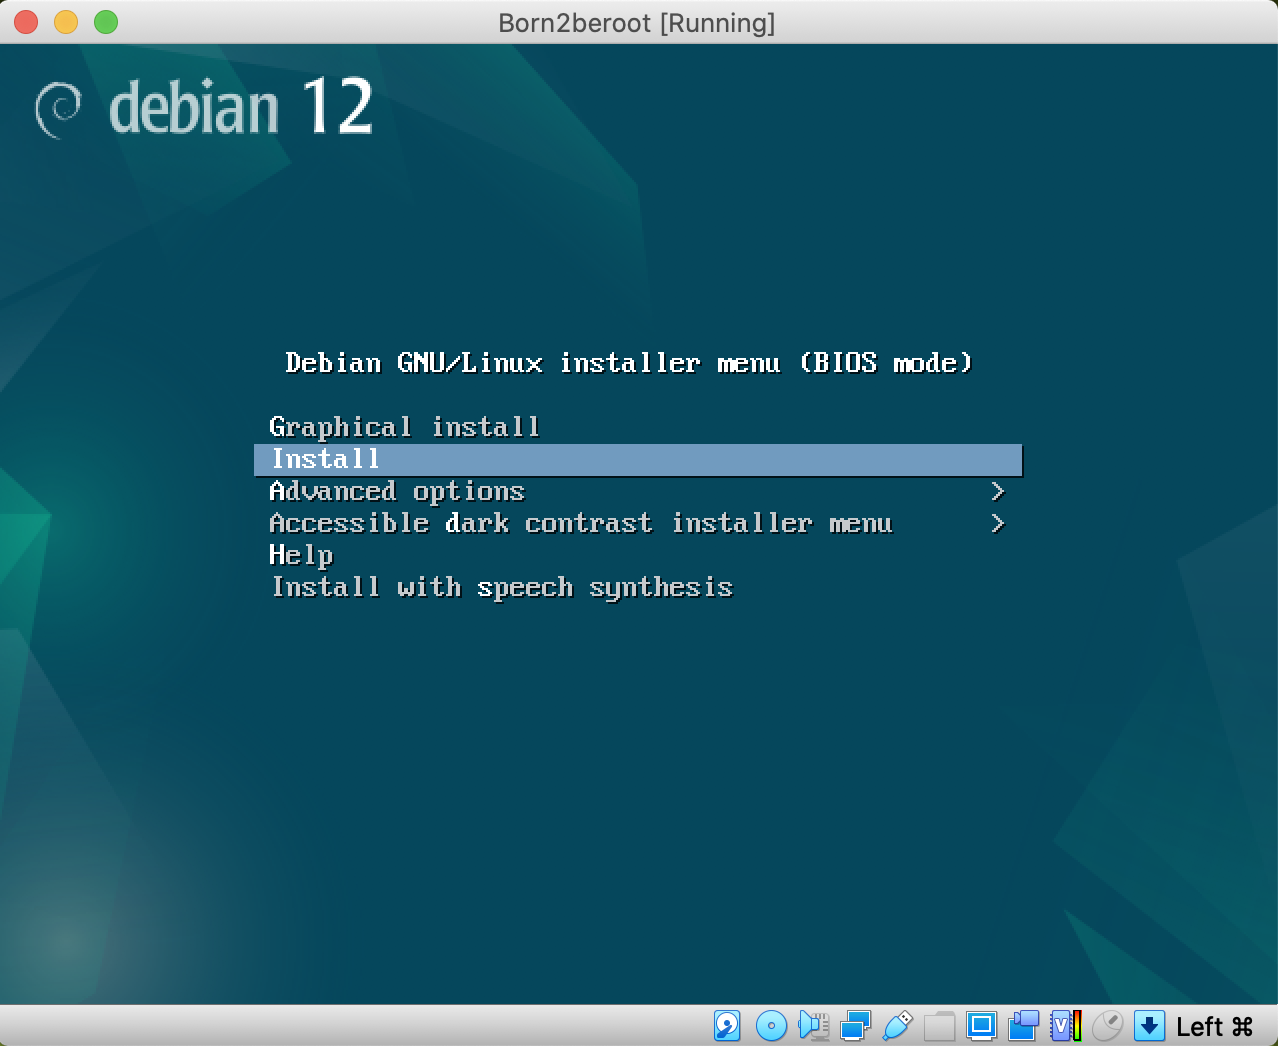 Born2beroot [Running]
debian 12
Debian GNU/Linux installer menu (BIOS mode)
Graphical install
Install
Advanced options >
Accessible dark contrast installer menu >
Help
Install with speech synthesis
V
Left ⌘